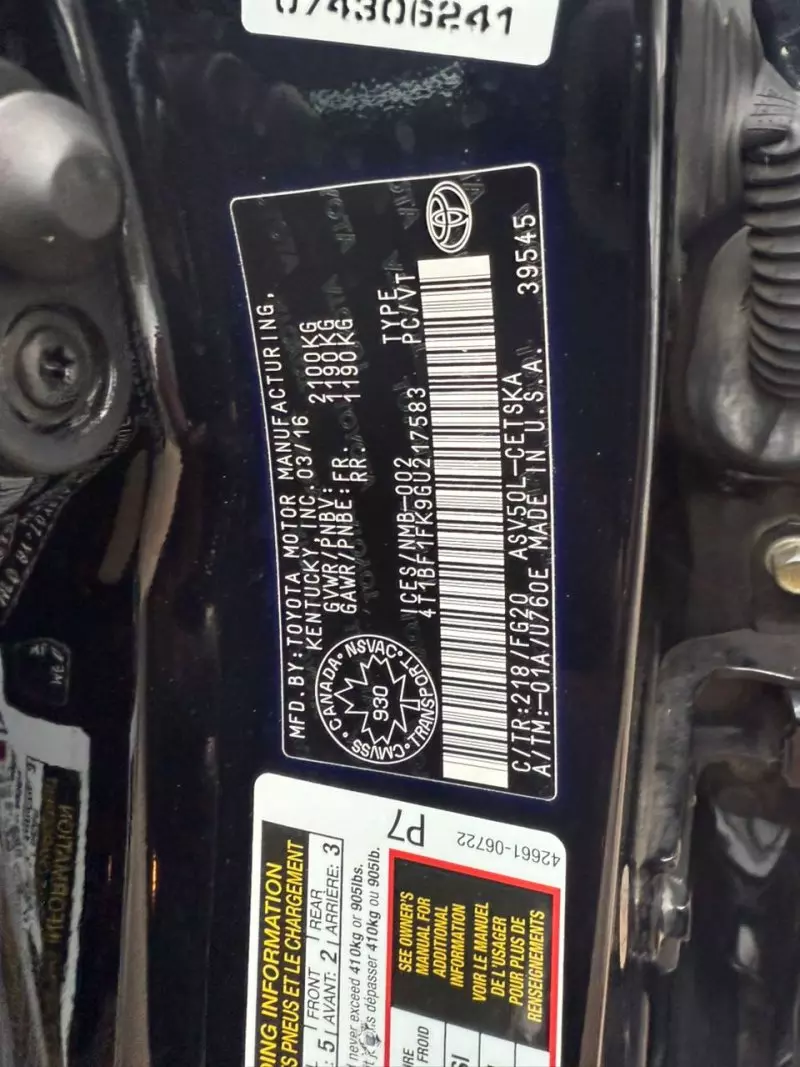 074306241
MFD. BY: TOYOTA MOTOR MANUFACTURING,
KENTUCKY, INC. 03/16
GVWR/PNBV: 2100KG
GAWR/PNBE: FR. 1190KG
RR. 1190KG
CANADA · NSVAC · TRANSPORT · CMVSS ·
930
ICES/NMB-002 TYPE
4T1BF1FK9GU217583 PC/VT
C/TR:218/FG20 ASV50L-CETSKA
A/TM:-01A/U760E MADE IN U.S.A. 39545
DING INFORMATION
S PNEUS ET LE CHARGEMENT
: 5 FRONT AVANT: 2 REAR ARRIÈRE: 3
never exceed 410kg or 905lbs.
dépasser 410kg ou 905lb.
P7
42661-06722
SEE OWNER'S
MANUAL FOR
ADDITIONAL
INFORMATION
VOIR LE MANUEL
DE L'USAGER
POUR PLUS DE
RENSEIGNEMENTS
FROID